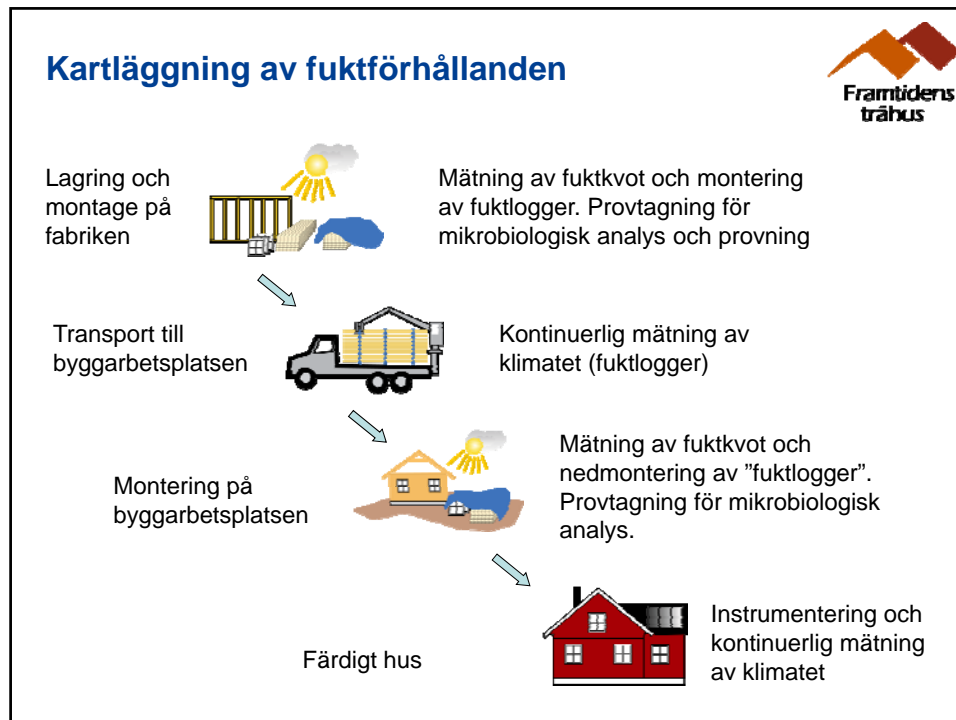 Kartläggning av fuktförhållanden
Framtidens
trähus
Lagring och
montage på
fabriken
Mätning av fuktkvot och montering
av fuktlogger. Provtagning för
mikrobiologisk analys och provning
Transport till
byggarbetsplatsen
Kontinuerlig mätning av
klimatet (fuktlogger)
Montering på
byggarbetsplatsen
Mätning av fuktkvot och
nedmontering av ”fuktlogger”.
Provtagning för mikrobiologisk
analys.
Färdigt hus
Instrumentering och
kontinuerlig mätning
av klimatet